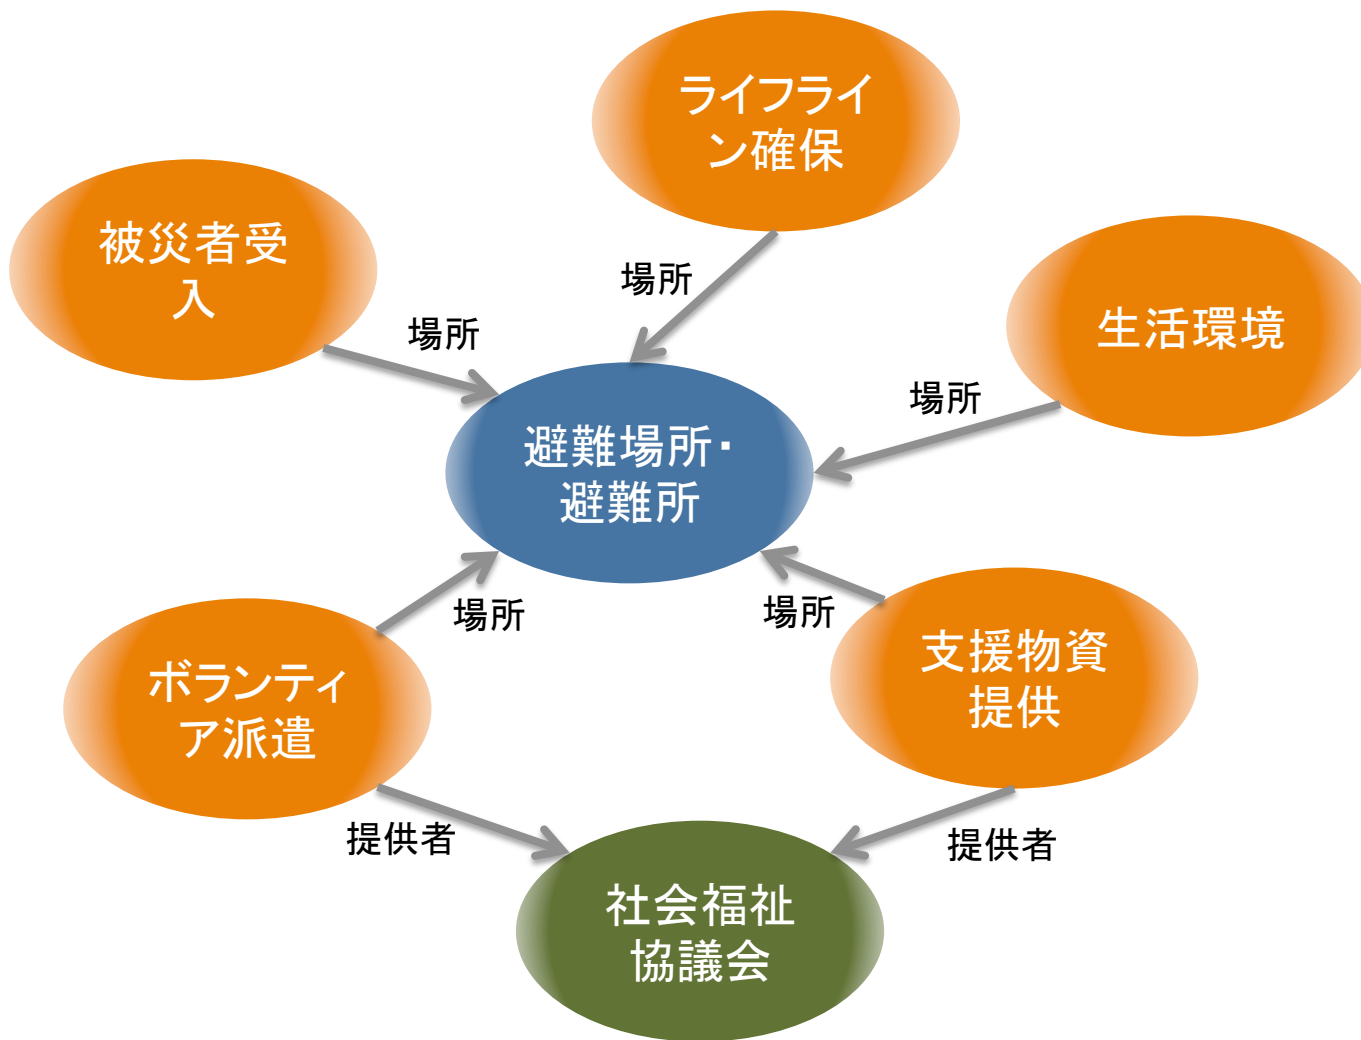 ライフライ
ン確保
被災者受
入
場所
場所
生活環境
場所
避難場所・
避難所
場所
場所
ボランティ
ア派遣
支援物資
提供
提供者
提供者
社会福祉
協議会